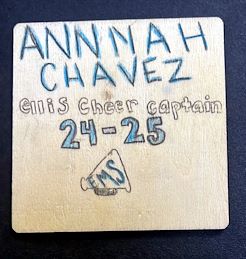 ANNNAH
CHAVEZ
ellis cheer captain
24-25
EMS